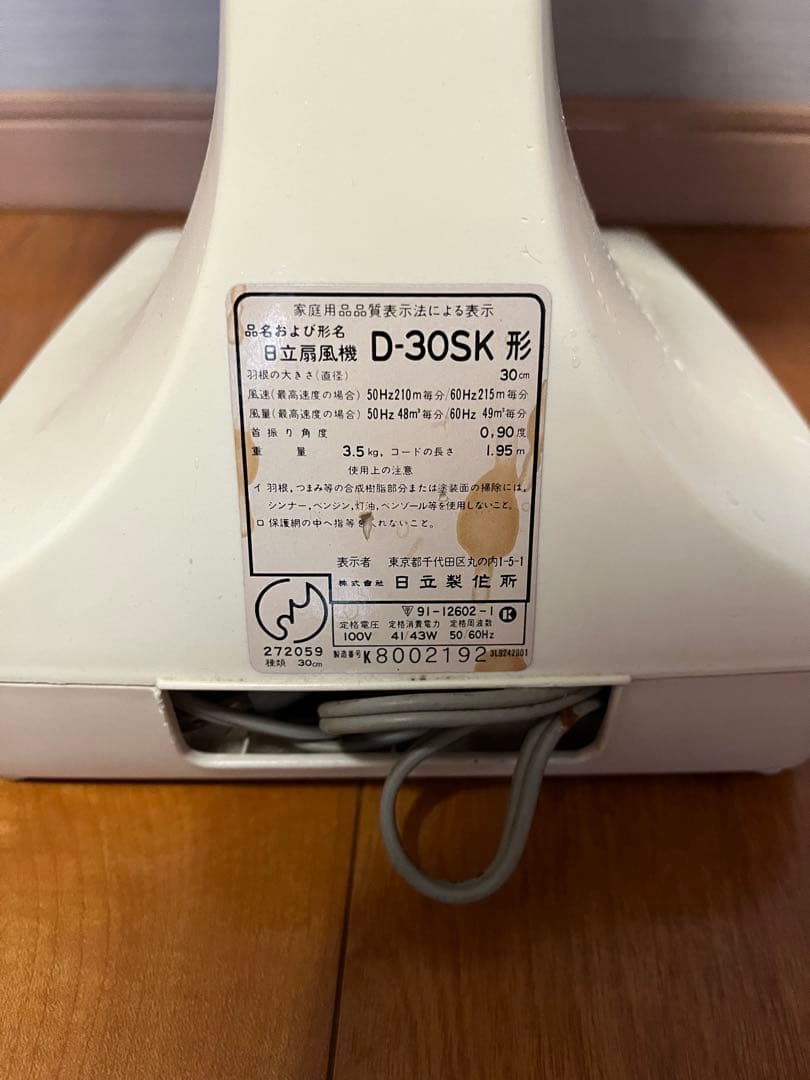 家庭用品品質表示法による表示
品名および形名
日立扇風機 D-30SK 形
羽根の大きさ(直径) 30cm
風速(最高速度の場合) 50Hz210m毎分/60Hz215m毎分
風量(最高速度の場合) 50Hz 48m³毎分/60Hz 49m³毎分
首振り角度 0,90度
重量 3.5kg, コードの長さ 1.95m
使用上の注意
イ 羽根,つまみ等の合成樹脂部分または塗装面の掃除には,
シンナー,ベンジン,灯油,ベンゾール等を使用しないこと。
ロ 保護網の中へ指等を入れないこと。
表示者 東京都千代田区丸の内1-5-1
株式會社 日立製作所
▽ 91-12602-1
定格電圧 定格消費電力 定格周波数
100V 41/43W 50/60Hz
272059
種類 30cm
製造番号 K8002192